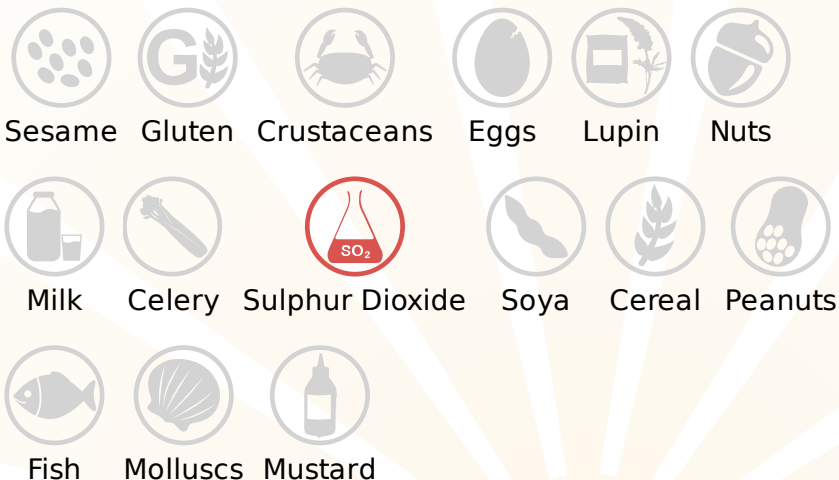 G
Sesame Gluten Crustaceans Eggs Lupin Nuts
SO₂
Milk Celery Sulphur Dioxide Soya Cereal Peanuts
Fish Molluscs Mustard